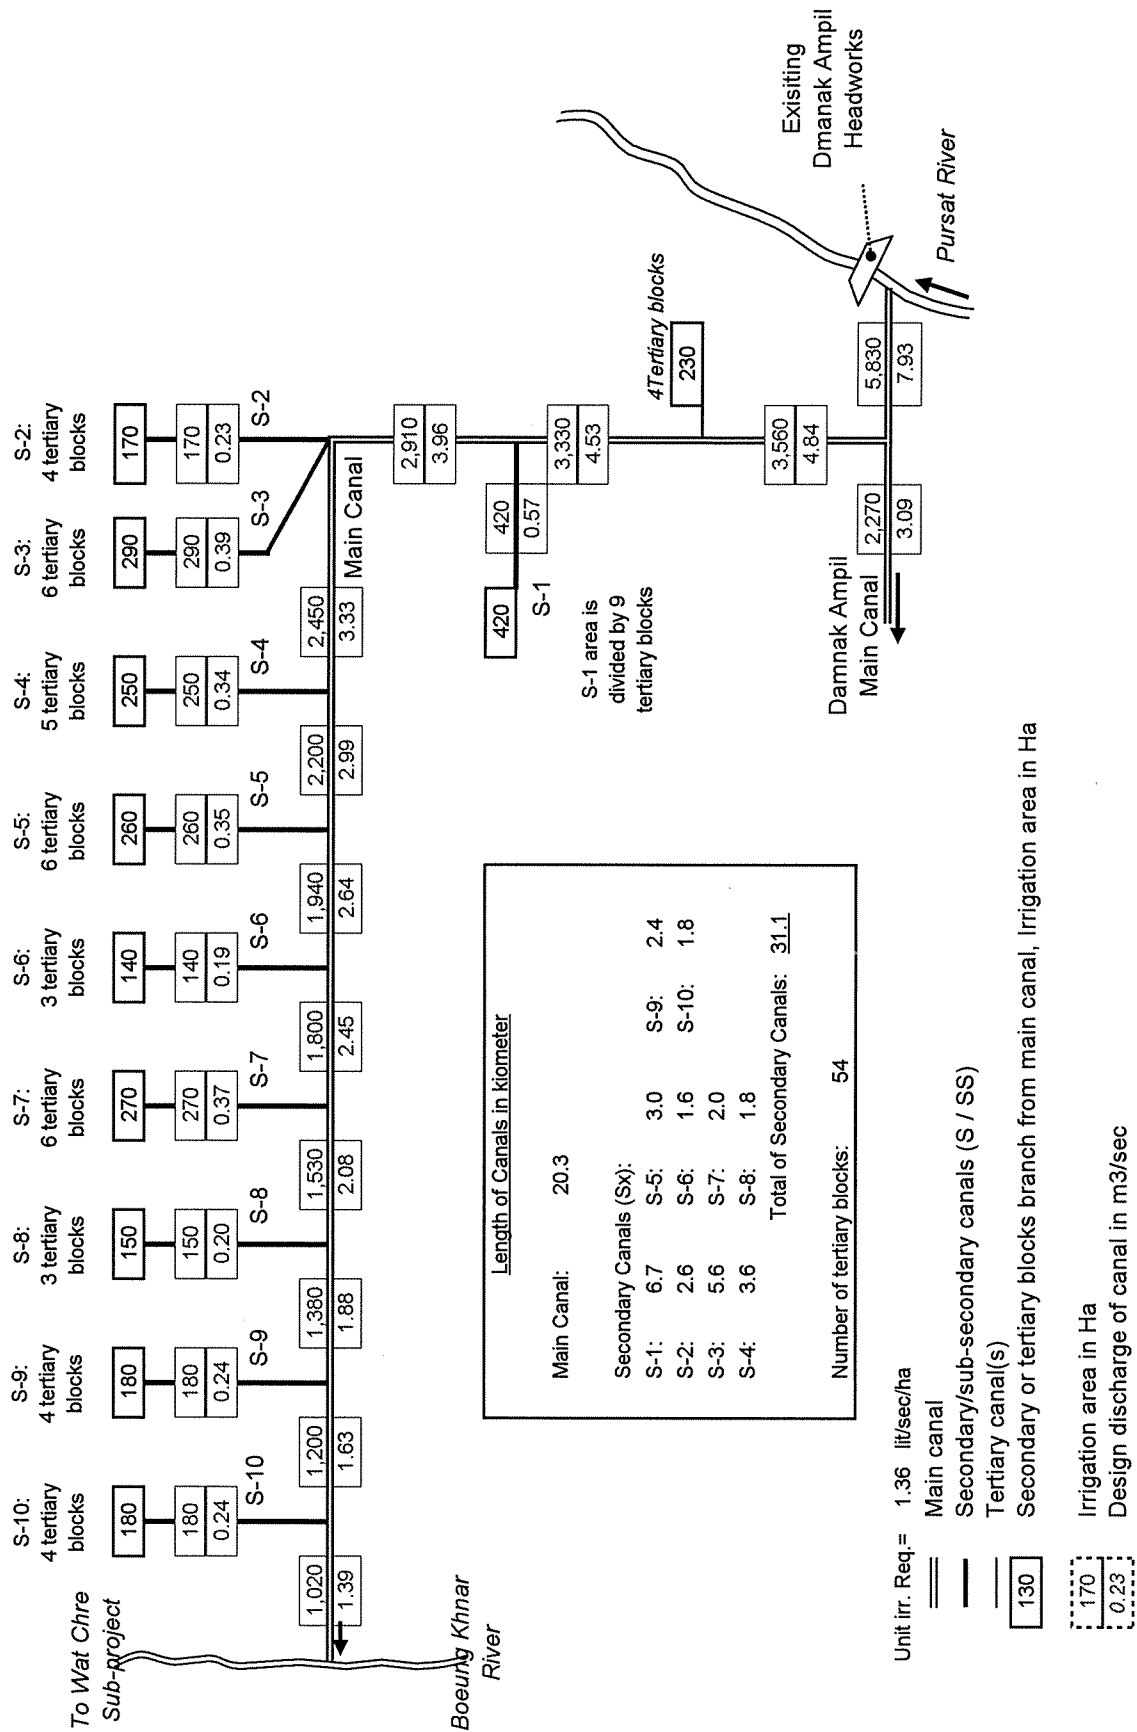 To Wat Chre
Sub-project
S-10:
4 tertiary
blocks
180
180
0.24
S-10
S-9:
4 tertiary
blocks
180
180
0.24
S-9
S-8:
3 tertiary
blocks
150
150
0.20
S-8
S-7:
6 tertiary
blocks
270
270
0.37
S-7
S-6:
3 tertiary
blocks
140
140
0.19
S-6
S-5:
6 tertiary
blocks
260
260
0.35
S-5
S-4:
5 tertiary
blocks
250
250
0.34
S-4
S-3:
6 tertiary
blocks
290
290
0.39
S-3
S-2:
4 tertiary
blocks
170
170
0.23
S-2
1,020
1.39
1,200
1.63
1,380
1.88
1,530
2.08
1,800
2.45
1,940
2.64
2,200
2.99
2,450
3.33
Main Canal
Boeung Khnar
River
2,910
3.96
420
0.57
420
S-1
S-1 area is
divided by 9
tertiary blocks
3,330
4.53
4Tertiary blocks
230
3,560
4.84
5,830
7.93
2,270
3.09
Damnak Ampil
Main Canal
Exisiting
Dmanak Ampil
Headworks
Pursat River
Length of Canals in kiometer
Main Canal: 20.3
Secondary Canals (Sx):
S-1: 6.7 S-5: 3.0 S-9: 2.4
S-2: 2.6 S-6: 1.6 S-10: 1.8
S-3: 5.6 S-7: 2.0
S-4: 3.6 S-8: 1.8
Total of Secondary Canals: 31.1
Number of tertiary blocks: 54
Unit irr. Req.= 1.36 lit/sec/ha
Main canal
Secondary/sub-secondary canals (S / SS)
Tertiary canal(s)
130 Secondary or tertiary blocks branch from main canal, Irrigation area in Ha
170 Irrigation area in Ha
0.23 Design discharge of canal in m3/sec